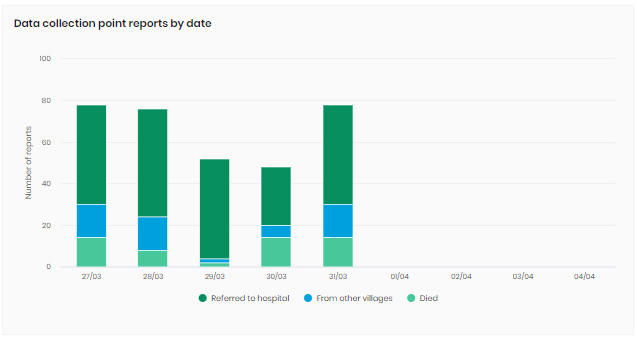 Data collection point reports by date
Number of reports
100
80
60
40
20
0
27/03 28/03 29/03 30/03 31/03 01/04 02/04 03/04 04/04
Referred to hospital From other villages Died